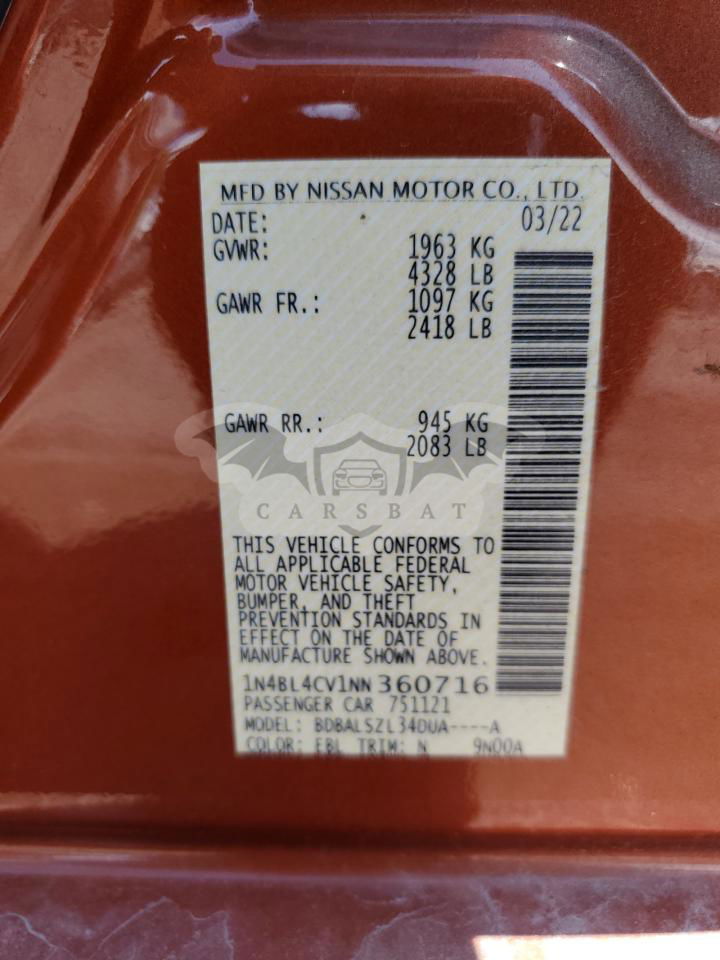 MFD BY NISSAN MOTOR CO., LTD.
DATE: 03/22
GVWR: 1963 KG
4328 LB
GAWR FR.: 1097 KG
2418 LB
GAWR RR.: 945 KG
2083 LB
CARSBAT
THIS VEHICLE CONFORMS TO
ALL APPLICABLE FEDERAL
MOTOR VEHICLE SAFETY,
BUMPER, AND THEFT
PREVENTION STANDARDS IN
EFFECT ON THE DATE OF
MANUFACTURE SHOWN ABOVE.
1N4BL4CV1NN360716
PASSENGER CAR 751121
MODEL: BDBALSZL34DUA----A
COLOR: EBL TRIM: N 9N00A